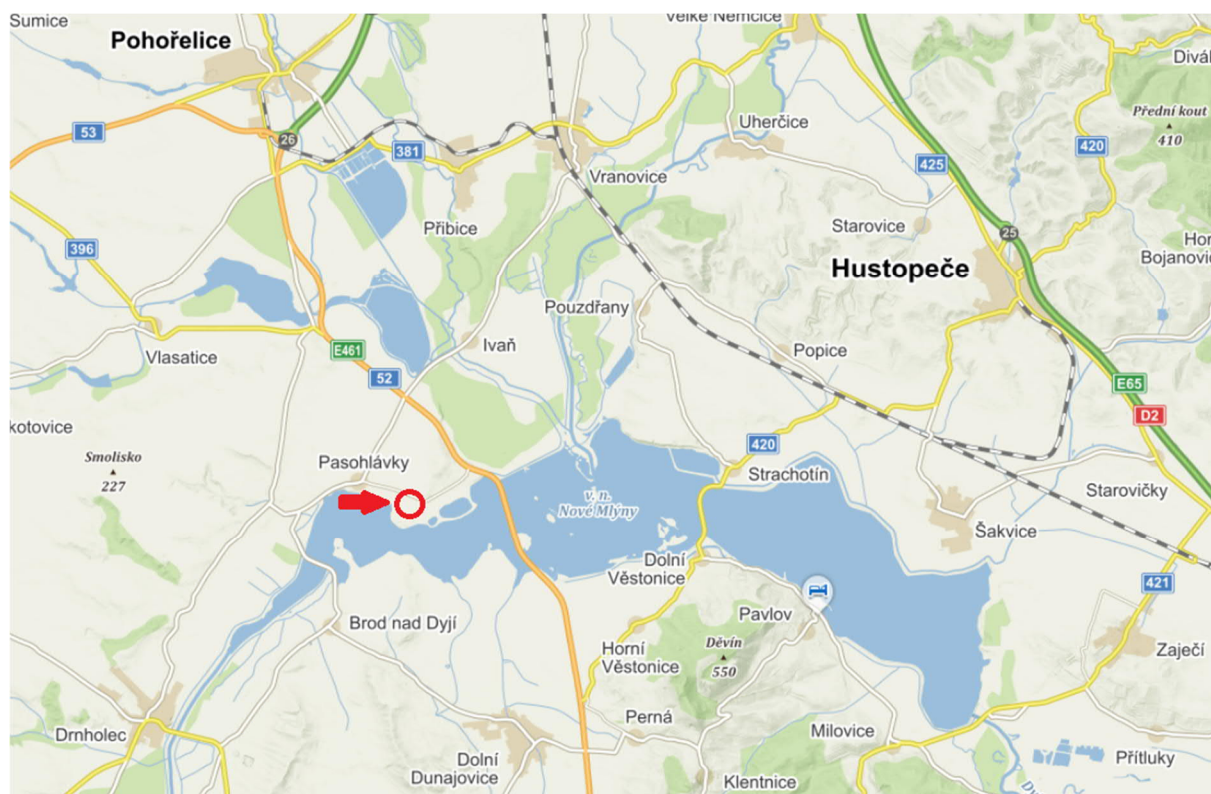 Sumice
Pohořelice
Velké Němčice
Divák
Přední kout
410
53
26
381
Uherčice
425
420
Vranovice
Starovice
25
Přibice
396
Hustopeče
Bojanovic
Pouzdřany
Ivaň
Vlasatice
E461
Popice
52
E65
D2
kotovice
Smolisko
227
Pasohlávky
420
Strachotín
v. n.
Nové Mlýny
Starovičky
Šakvice
Dolní
Věstonice
421
Brod nad Dyjí
Pavlov
Děvín
550
Horní
Věstonice
Zaječí
Drnholec
Perná
Milovice
Dolní
Dunajovice
Přítluky
Klentnice